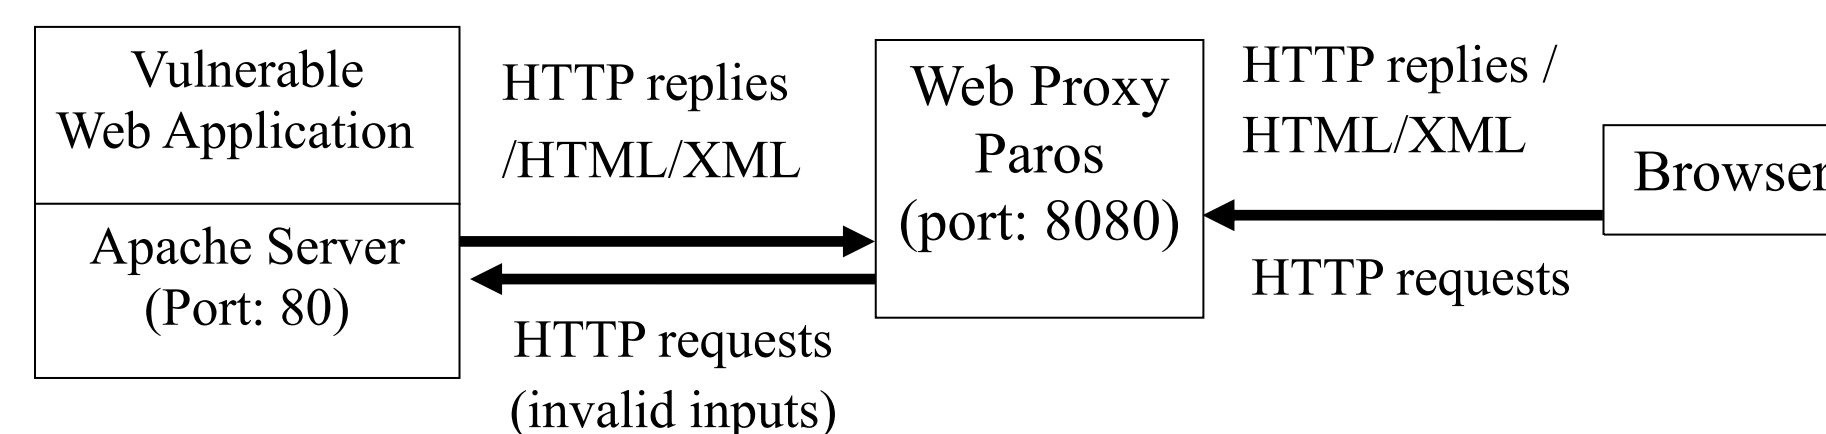 Vulnerable
Web Application
Apache Server
(Port: 80)
HTTP replies
/HTML/XML
HTTP requests
(invalid inputs)
Web Proxy
Paros
(port: 8080)
HTTP replies /
HTML/XML
HTTP requests
Browser